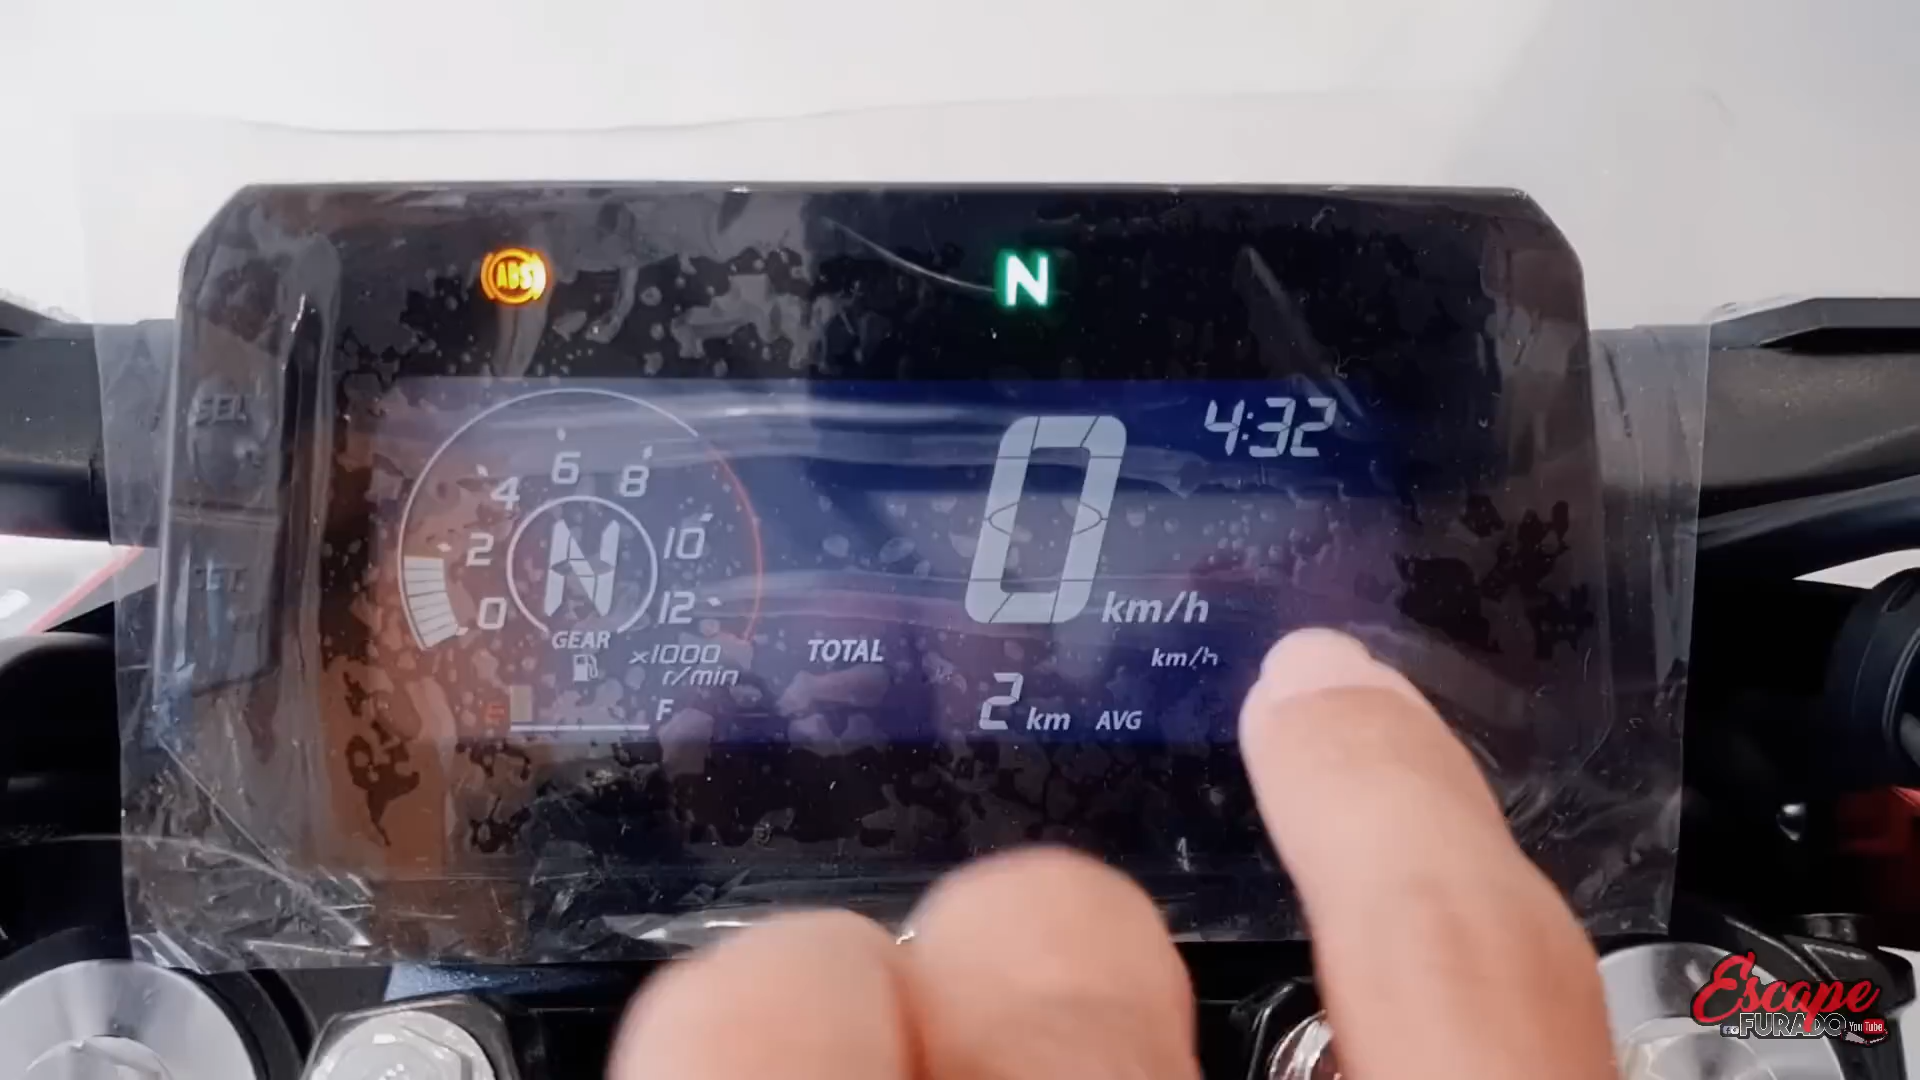 ABS
N
SEL
4:32
6
4
8
2
10
N
0
12
0
km/h
GEAR
x1000
r/min
TOTAL
km/h
E
F
2 km
AVG
Escape
FURADO
YouTube